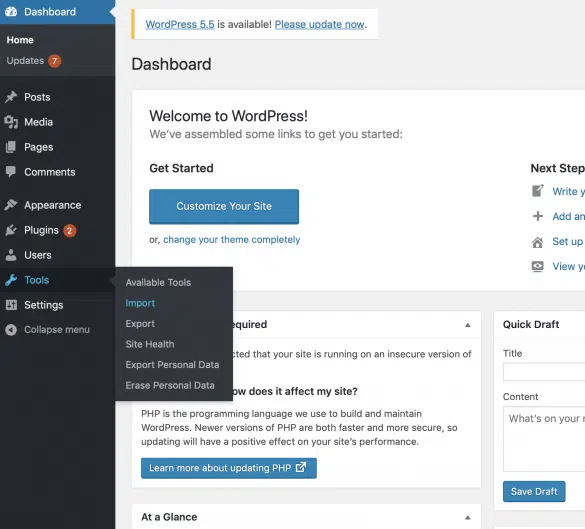 Dashboard
Home
Updates 7
Posts
Media
Pages
Comments
Appearance
Plugins 2
Users
Tools
Settings
Collapse menu
Available Tools
Import
Export
Site Health
Export Personal Data
Erase Personal Data
WordPress 5.5 is available! Please update now.
Dashboard
Welcome to WordPress!
We've assembled some links to get you started:
Get Started
Customize Your Site
or, change your theme completely
Next Step
Write y
Add an
Set up
View yo
equired
cted that your site is running on an insecure version of
ow does it affect my site?
PHP is the programming language we use to build and maintain
WordPress. Newer versions of PHP are both faster and more secure, so
updating will have a positive effect on your site's performance.
Learn more about updating PHP
At a Glance
Quick Draft
Title
Content
What's on your m
Save Draft